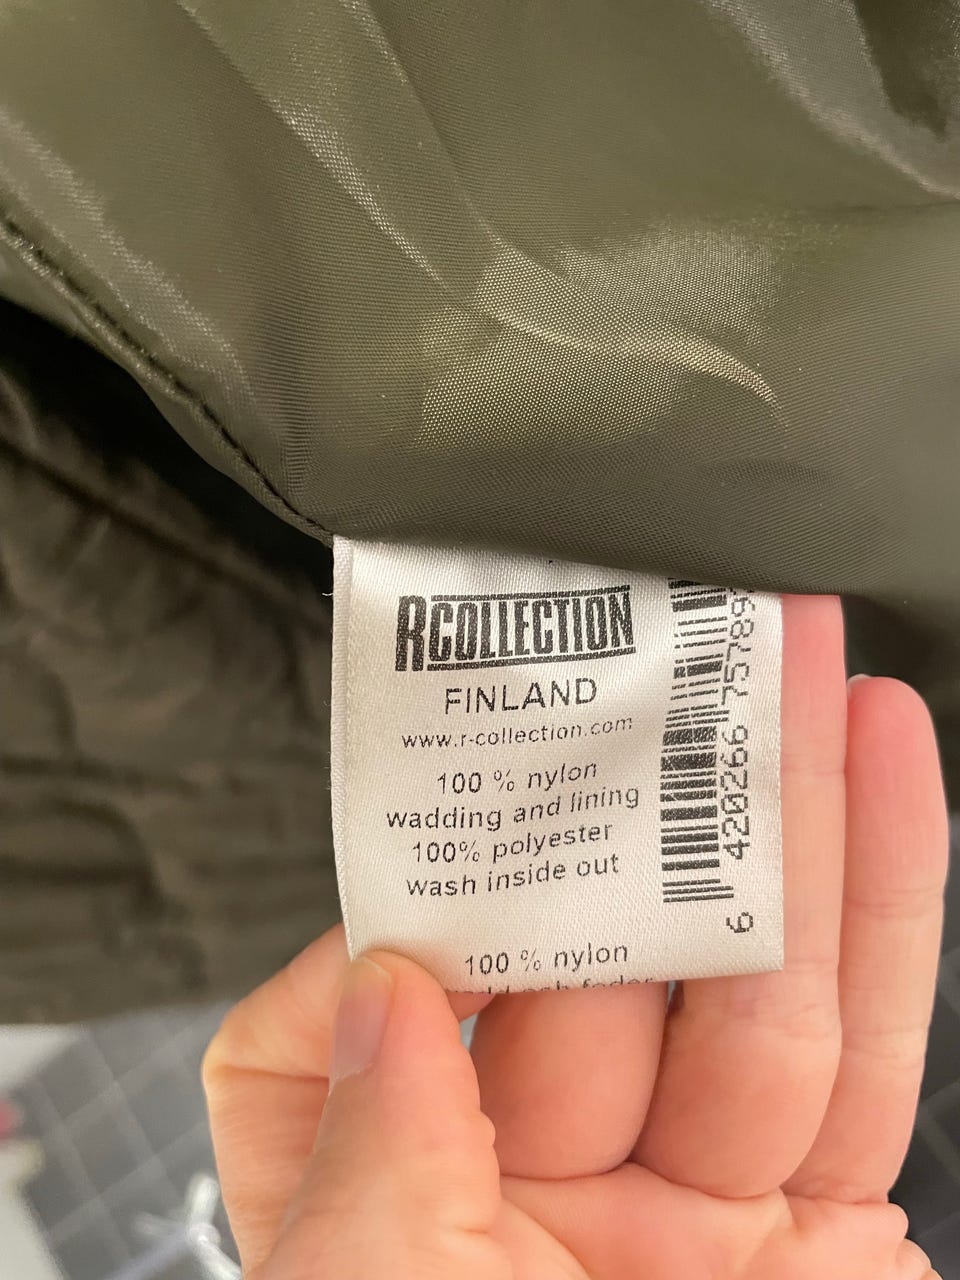 RCOLLECTION
FINLAND
www.r-collection.com
100 % nylon
wadding and lining
100% polyester
wash inside out
100 % nylon
6 420266 75789